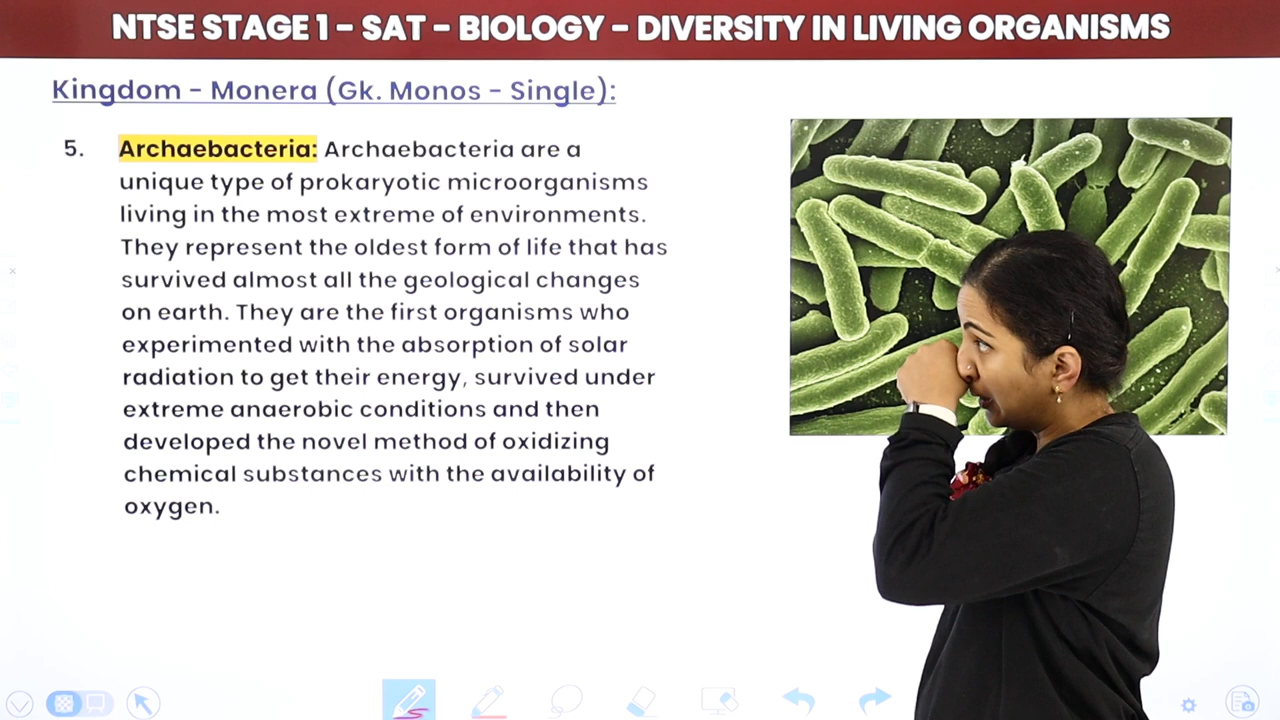 NTSE STAGE 1 - SAT - BIOLOGY - DIVERSITY IN LIVING ORGANISMS
Kingdom - Monera (Gk. Monos - Single):
5. Archaebacteria: Archaebacteria are a
unique type of prokaryotic microorganisms
living in the most extreme of environments.
They represent the oldest form of life that has
survived almost all the geological changes
on earth. They are the first organisms who
experimented with the absorption of solar
radiation to get their energy, survived under
extreme anaerobic conditions and then
developed the novel method of oxidizing
chemical substances with the availability of
oxygen.